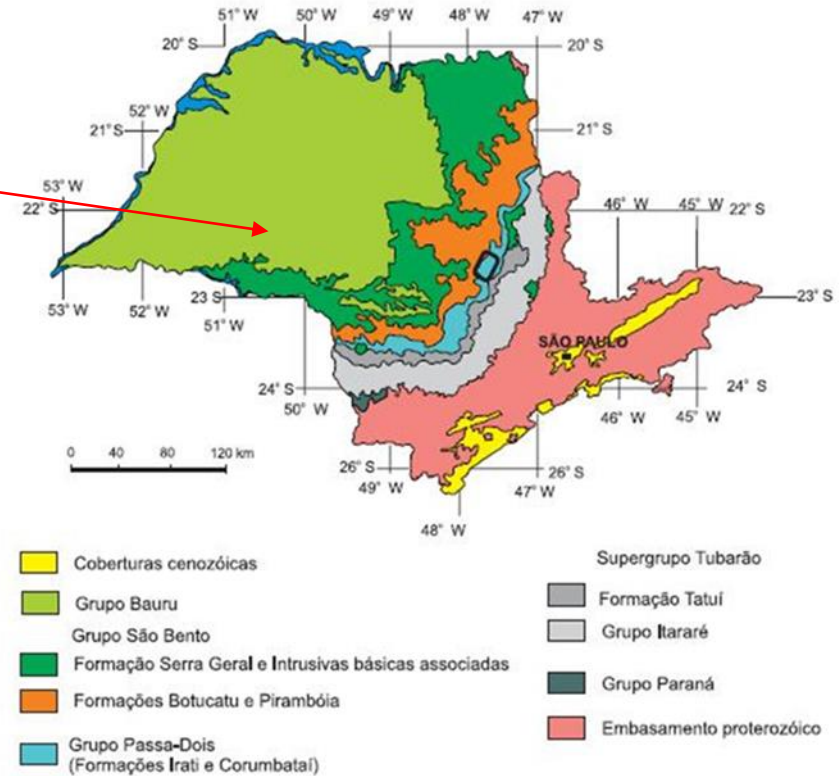 51° W 50° W 49° W 48° W 47° W
20° S 20° S
52° W
21° S 21° S
53° W
22° S 46° W 45° W 22° S
53° W 52° W 51° W 23 S 23° S
SÃO PAULO
24° S 50° W 24° S
46° W 45° W
0 40 80 120 km
26° S 49° W 47° W 26° S
48° W
Coberturas cenozóicas
Grupo Bauru
Grupo São Bento
Formação Serra Geral e Intrusivas básicas associadas
Formações Botucatu e Pirambóia
Grupo Passa-Dois
(Formações Irati e Corumbataí)
Supergrupo Tubarão
Formação Tatuí
Grupo Itararé
Grupo Paraná
Embasamento proterozóico